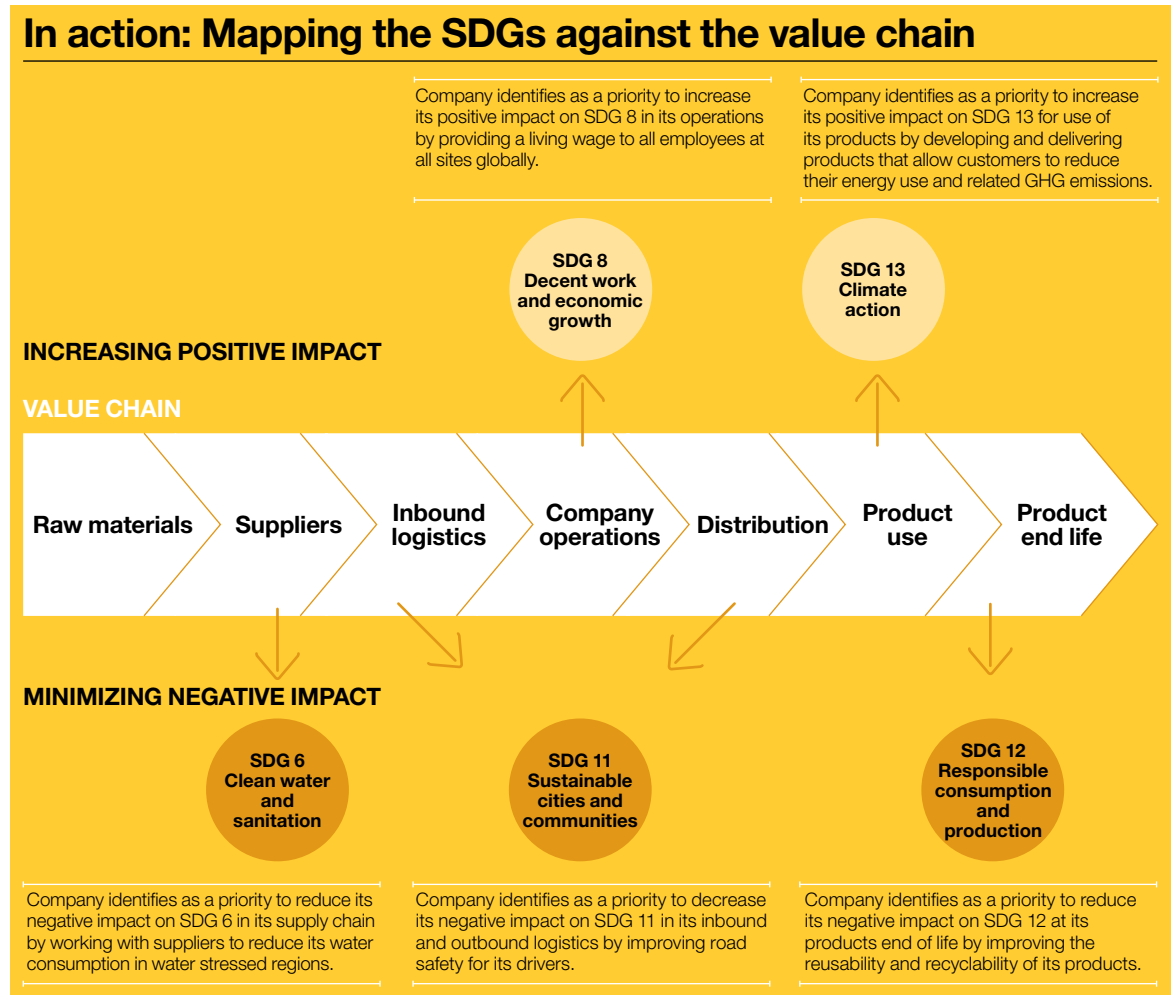 In action: Mapping the SDGs against the value chain
Company identifies as a priority to increase
its positive impact on SDG 8 in its operations
by providing a living wage to all employees at
all sites globally.
Company identifies as a priority to increase
its positive impact on SDG 13 for use of
its products by developing and delivering
products that allow customers to reduce
their energy use and related GHG emissions.
SDG 8
Decent work
and economic
growth
SDG 13
Climate
action
INCREASING POSITIVE IMPACT
VALUE CHAIN
Raw materials
Suppliers
Inbound
logistics
Company
operations
Distribution
Product
use
Product
end life
MINIMIZING NEGATIVE IMPACT
SDG 6
Clean water
and
sanitation
SDG 11
Sustainable
cities and
communities
SDG 12
Responsible
consumption
and
production
Company identifies as a priority to reduce its
negative impact on SDG 6 in its supply chain
by working with suppliers to reduce its water
consumption in water stressed regions.
Company identifies as a priority to decrease
its negative impact on SDG 11 in its inbound
and outbound logistics by improving road
safety for its drivers.
Company identifies as a priority to reduce
its negative impact on SDG 12 at its
products end of life by improving the
reusability and recyclability of its products.